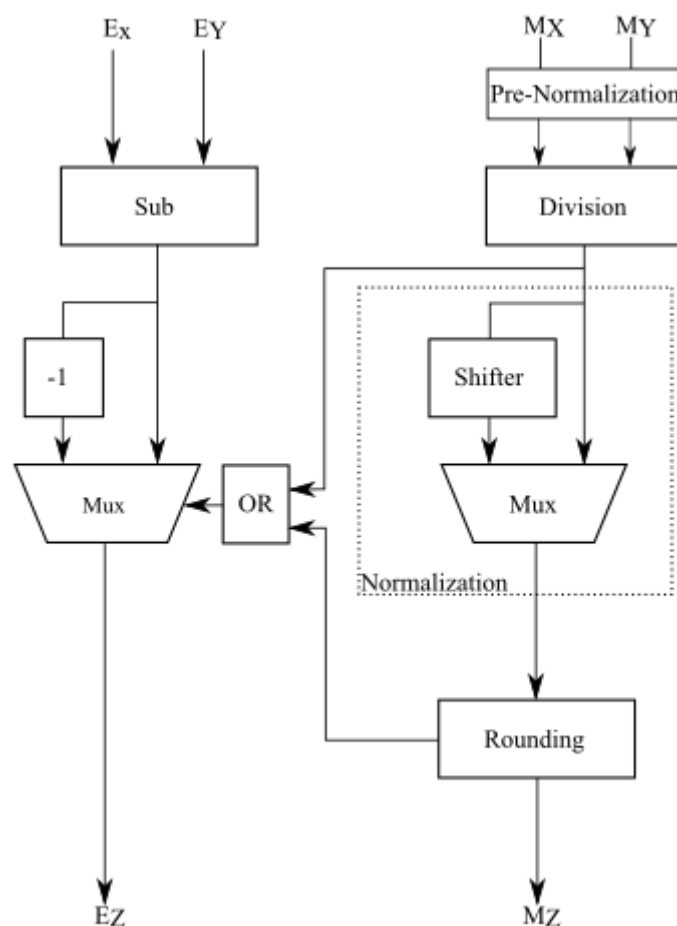 Ex
EY
MX
MY
Pre-Normalization
Sub
Division
-1
Shifter
Mux
OR
Mux
Normalization
Rounding
EZ
MZ